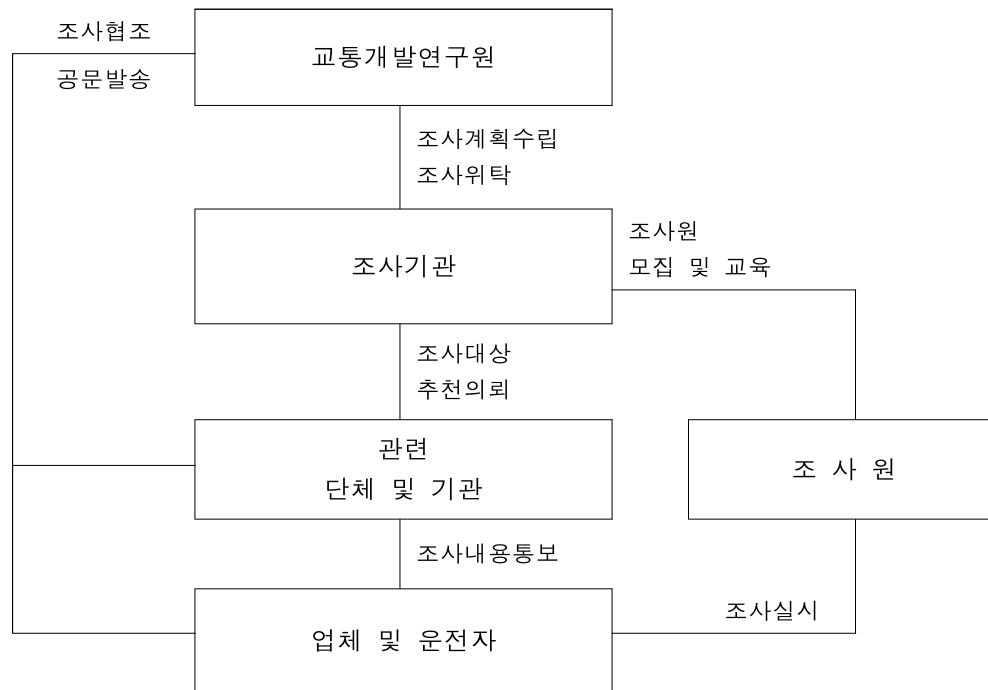 조사협조
공문발송
교통개발연구원
조사계획수립
조사위탁
조사기관
조사원
모집 및 교육
조사대상
추천의뢰
관련
단체 및 기관
조 사 원
조사내용통보
조사실시
업체 및 운전자